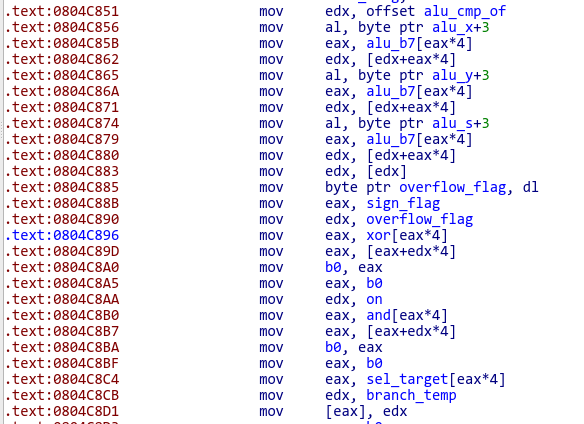 .text:0804C851 mov edx, offset alu_cmp_of
.text:0804C856 mov al, byte ptr alu_x+3
.text:0804C85B mov eax, alu_b7[eax*4]
.text:0804C862 mov edx, [edx+eax*4]
.text:0804C865 mov al, byte ptr alu_y+3
.text:0804C86A mov eax, alu_b7[eax*4]
.text:0804C871 mov edx, [edx+eax*4]
.text:0804C874 mov al, byte ptr alu_s+3
.text:0804C879 mov eax, alu_b7[eax*4]
.text:0804C880 mov edx, [edx+eax*4]
.text:0804C883 mov edx, [edx]
.text:0804C885 mov byte ptr overflow_flag, dl
.text:0804C88B mov eax, sign_flag
.text:0804C890 mov edx, overflow_flag
.text:0804C896 mov eax, xor[eax*4]
.text:0804C89D mov eax, [eax+edx*4]
.text:0804C8A0 mov b0, eax
.text:0804C8A5 mov eax, b0
.text:0804C8AA mov edx, on
.text:0804C8B0 mov eax, and[eax*4]
.text:0804C8B7 mov eax, [eax+edx*4]
.text:0804C8BA mov b0, eax
.text:0804C8BF mov eax, b0
.text:0804C8C4 mov eax, sel_target[eax*4]
.text:0804C8CB mov edx, branch_temp
.text:0804C8D1 mov [eax], edx